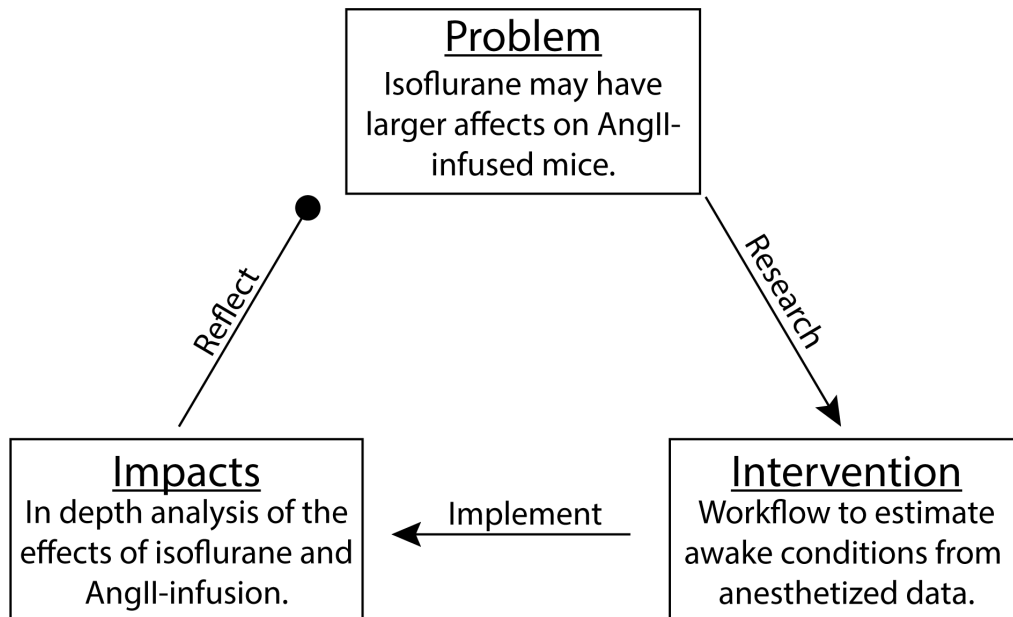 Problem
Isoflurane may have
larger affects on AngII-
infused mice.
Research
Reflect
Impacts
In depth analysis of the
effects of isoflurane and
AngII-infusion.
Implement
Intervention
Workflow to estimate
awake conditions from
anesthetized data.